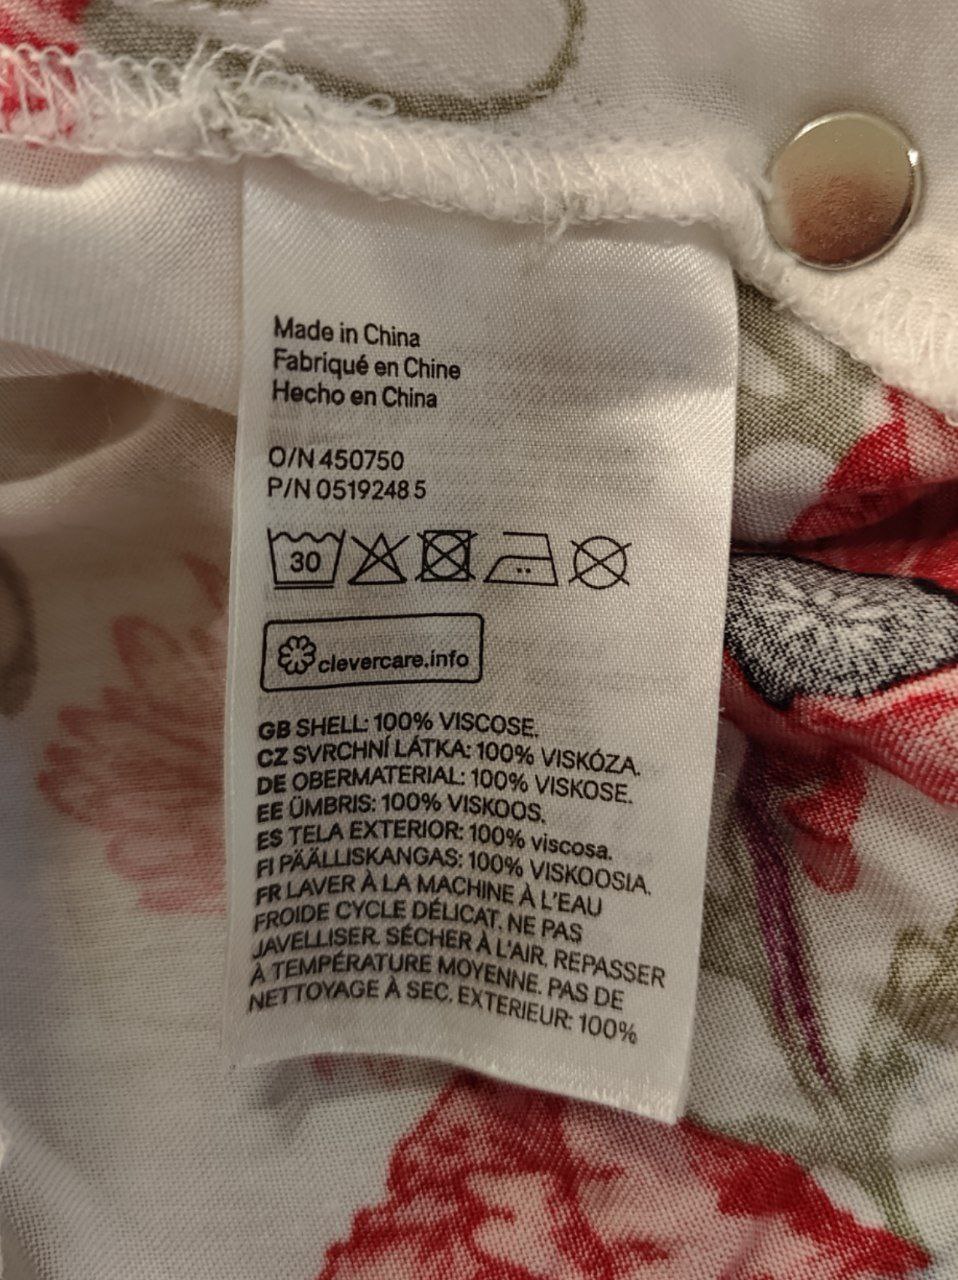 Made in China
Fabriqué en Chine
Hecho en China
O/N 450750
P/N 0519248 5
30
clevercare.info
GB SHELL: 100% VISCOSE.
CZ SVRCHNÍ LÁTKA: 100% VISKÓZA.
DE OBERMATERIAL: 100% VISKOSE.
EE ÜMBRIS: 100% VISKOOS.
ES TELA EXTERIOR: 100% viscosa.
FI PÄÄLLISKANGAS: 100% VISKOOSIA.
FR LAVER À LA MACHINE À L'EAU
FROIDE CYCLE DÉLICAT. NE PAS
JAVELLISER. SÉCHER À L'AIR. REPASSER
À TEMPÉRATURE MOYENNE. PAS DE
NETTOYAGE À SEC. EXTERIEUR: 100%